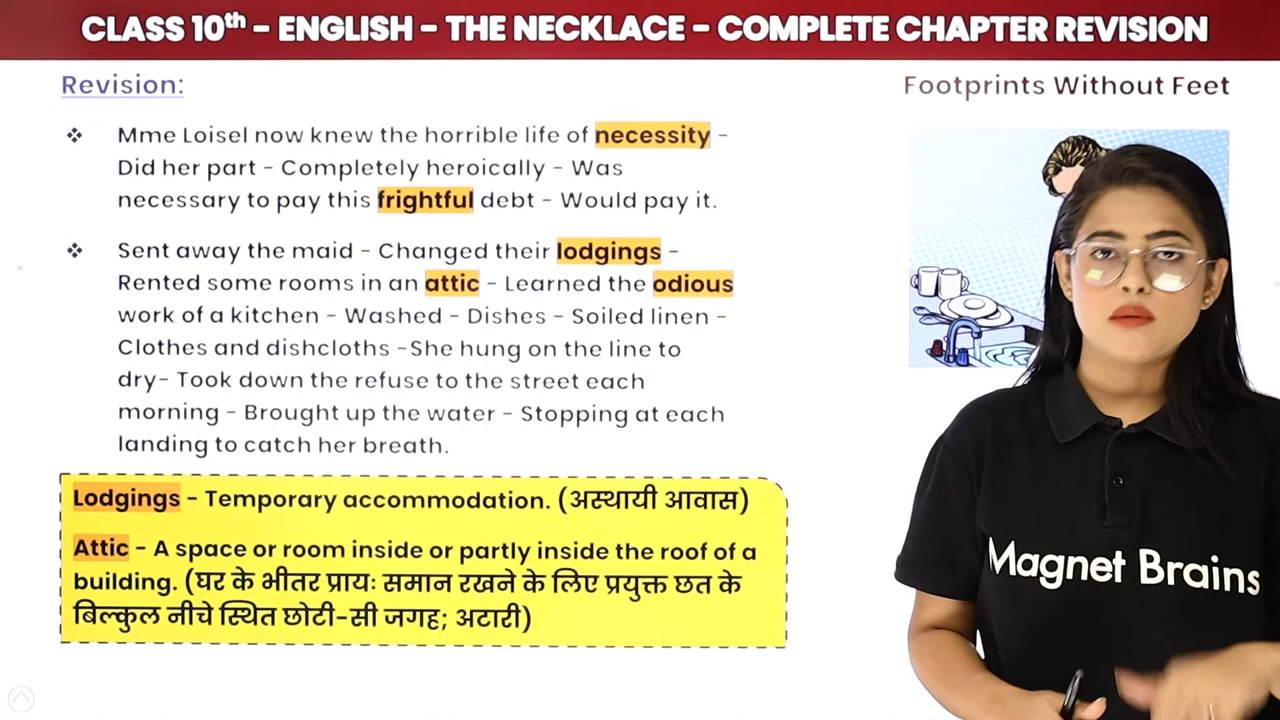 CLASS 10th – ENGLISH – THE NECKLACE – COMPLETE CHAPTER REVISION
Revision:
Footprints Without Feet
❖ Mme Loisel now knew the horrible life of necessity –
Did her part – Completely heroically – Was
necessary to pay this frightful debt – Would pay it.
❖ Sent away the maid – Changed their lodgings –
Rented some rooms in an attic – Learned the odious
work of a kitchen – Washed – Dishes – Soiled linen –
Clothes and dishcloths –She hung on the line to
dry– Took down the refuse to the street each
morning – Brought up the water – Stopping at each
landing to catch her breath.
Lodgings – Temporary accommodation. (अस्थायी आवास)
Attic – A space or room inside or partly inside the roof of a
building. (घर के भीतर प्रायः समान रखने के लिए प्रयुक्त छत के
बिल्कुल नीचे स्थित छोटी-सी जगह; अटारी)
Magnet Brains